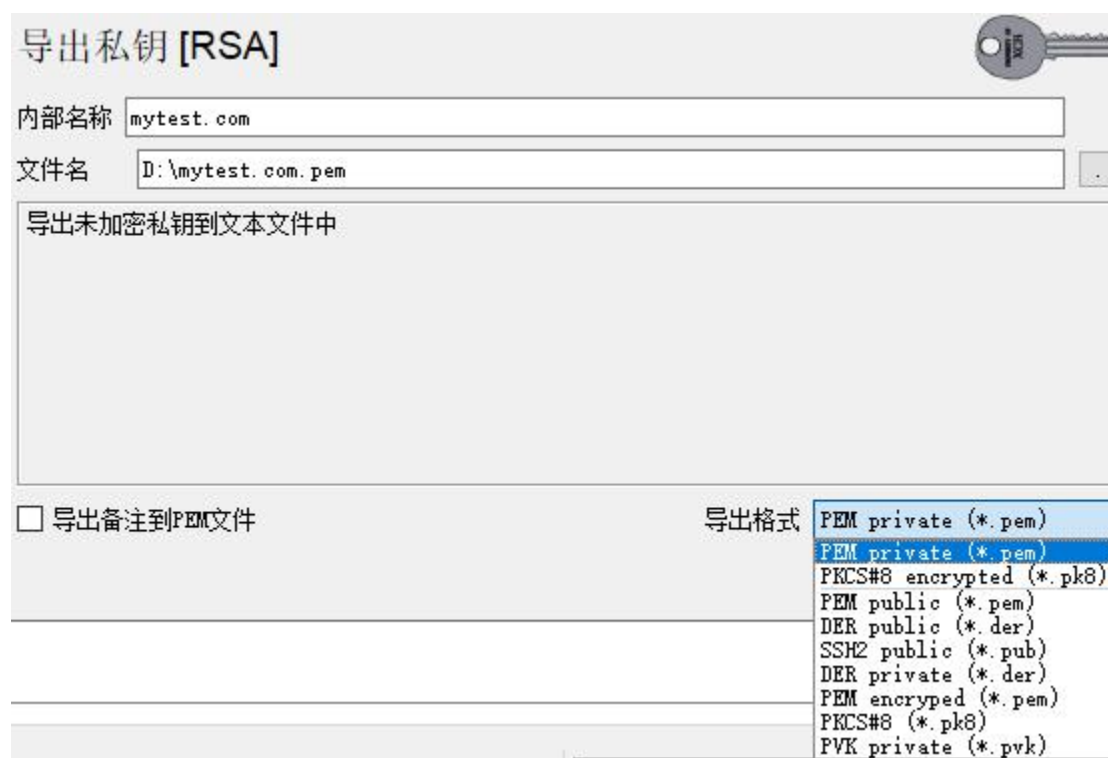 导出私钥 [RSA]
内部名称 mytest.com
文件名 D:\mytest.com.pem
.
导出未加密私钥到文本文件中
导出备注到PEM文件 导出格式 PEM private (*.pem)
PEM private (*.pem)
PKCS#8 encrypted (*.pk8)
PEM public (*.pem)
DER public (*.der)
SSH2 public (*.pub)
DER private (*.der)
PEM encryped (*.pem)
PKCS#8 (*.pk8)
PVK private (*.pvk)